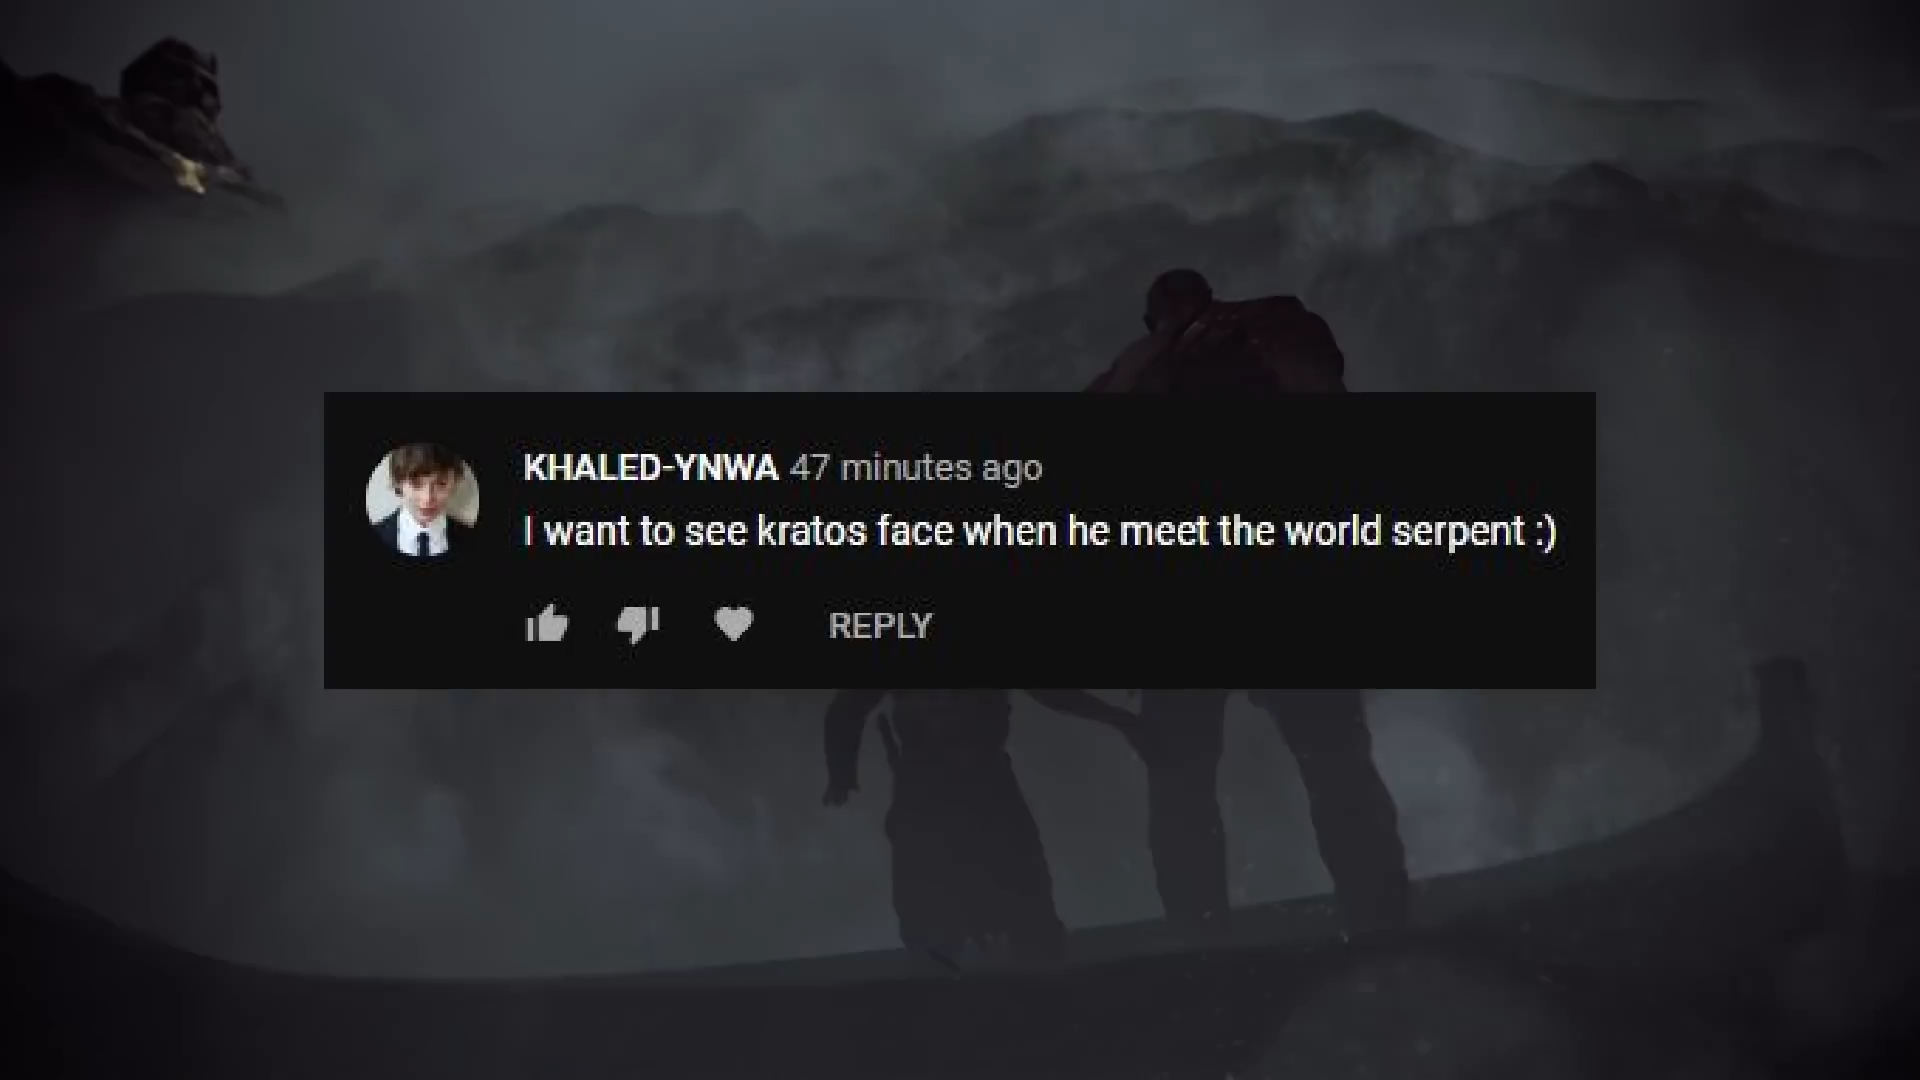 KHALED-YNWA 47 minutes ago
I want to see kratos face when he meet the world serpent :)
REPLY